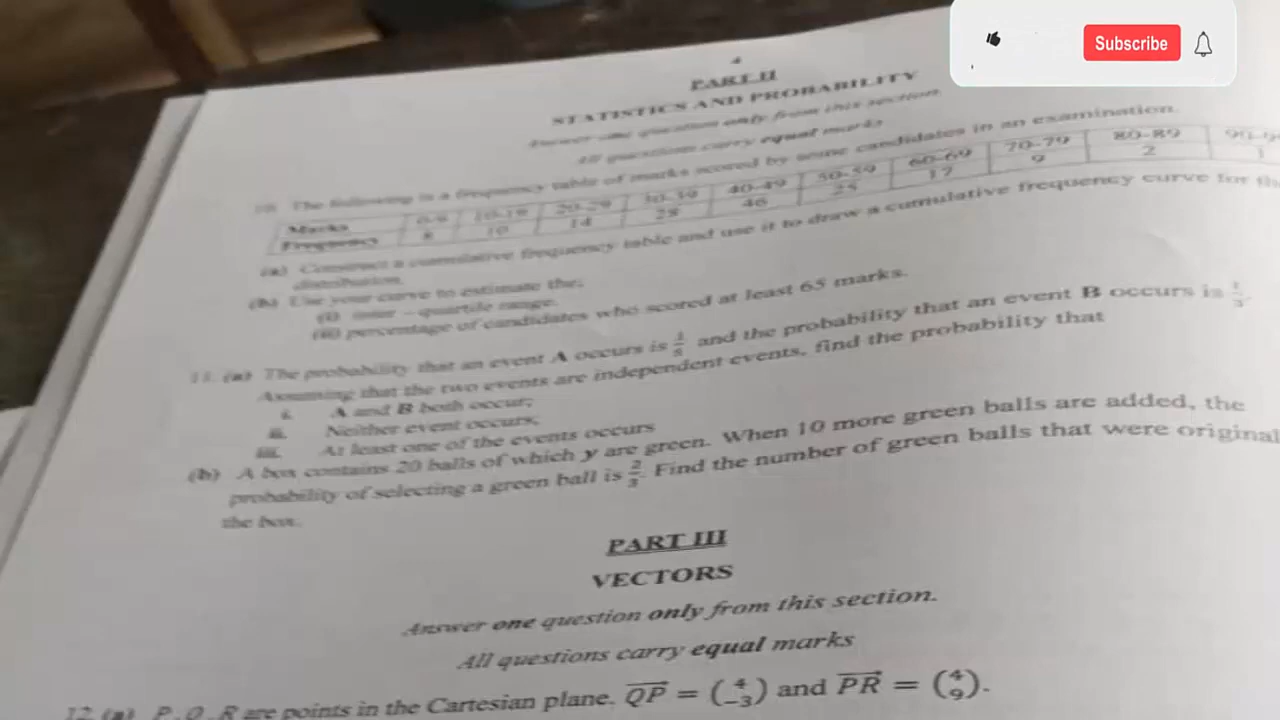 Subscribe
4
PART II
STATISTICS AND PROBABILITY
Answer one question only from this section.
All questions carry equal marks
10. The following is a frequency table of marks scored by some candidates in an examination.
Marks 0-9 10-19 20-29 30-39 40-49 50-59 60-69 70-79 80-89
Frequency 8 10 14 28 46 25 17 9 2 1
(a) Construct a cumulative frequency table and use it to draw a cumulative frequency curve for
distribution.
(b) Use your curve to estimate the;
(i) inter – quartile range.
(ii) percentage of candidates who scored at least 65 marks.
11. (a) The probability that an event A occurs is and the probability that an event B occurs is 1/3.
Assuming that the two events are independent events, find the probability that
i. A and B both occur;
ii. Neither event occurs;
iii. At least one of the events occurs
(b) A box contains 20 balls of which y are green. When 10 more green balls are added, the
probability of selecting a green ball is 2/3. Find the number of green balls that were original
the box.
PART III
VECTORS
Answer one question only from this section.
All questions carry equal marks
12. (a) P, Q, R are points in the Cartesian plane. QP = (4 -3) and PR = (4 9).